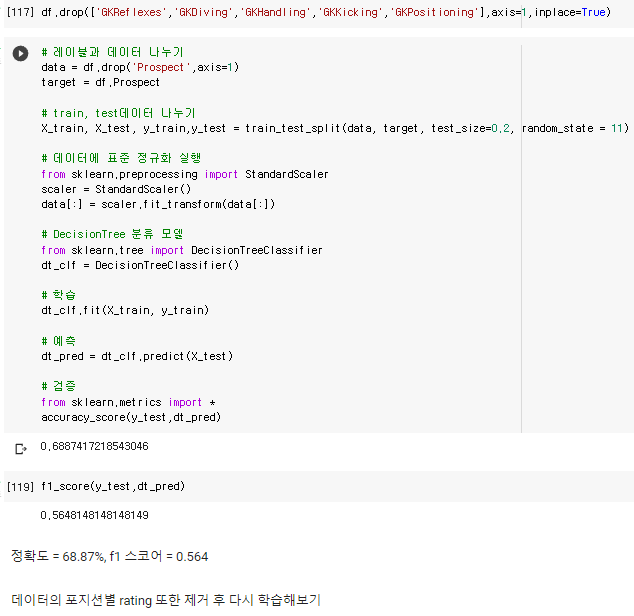 [117] df.drop(['GKReflexes','GKDiving','GKHandling','GKKicking','GKPositioning'],axis=1,inplace=True)
# 레이블과 데이터 나누기
data = df.drop('Prospect',axis=1)
target = df.Prospect
# train, test데이터 나누기
X_train, X_test, y_train,y_test = train_test_split(data, target, test_size=0.2, random_state = 11)
# 데이터에 표준 정규화 실행
from sklearn.preprocessing import StandardScaler
scaler = StandardScaler()
data[:] = scaler.fit_transform(data[:])
# DecisionTree 분류 모델
from sklearn.tree import DecisionTreeClassifier
dt_clf = DecisionTreeClassifier()
# 학습
dt_clf.fit(X_train, y_train)
# 예측
dt_pred = dt_clf.predict(X_test)
# 검증
from sklearn.metrics import *
accuracy_score(y_test,dt_pred)
0.6887417218543046
[119] f1_score(y_test,dt_pred)
0.5648148148148149
정확도 = 68.87%, f1 스코어 = 0.564
데이터의 포지션별 rating 또한 제거 후 다시 학습해보기